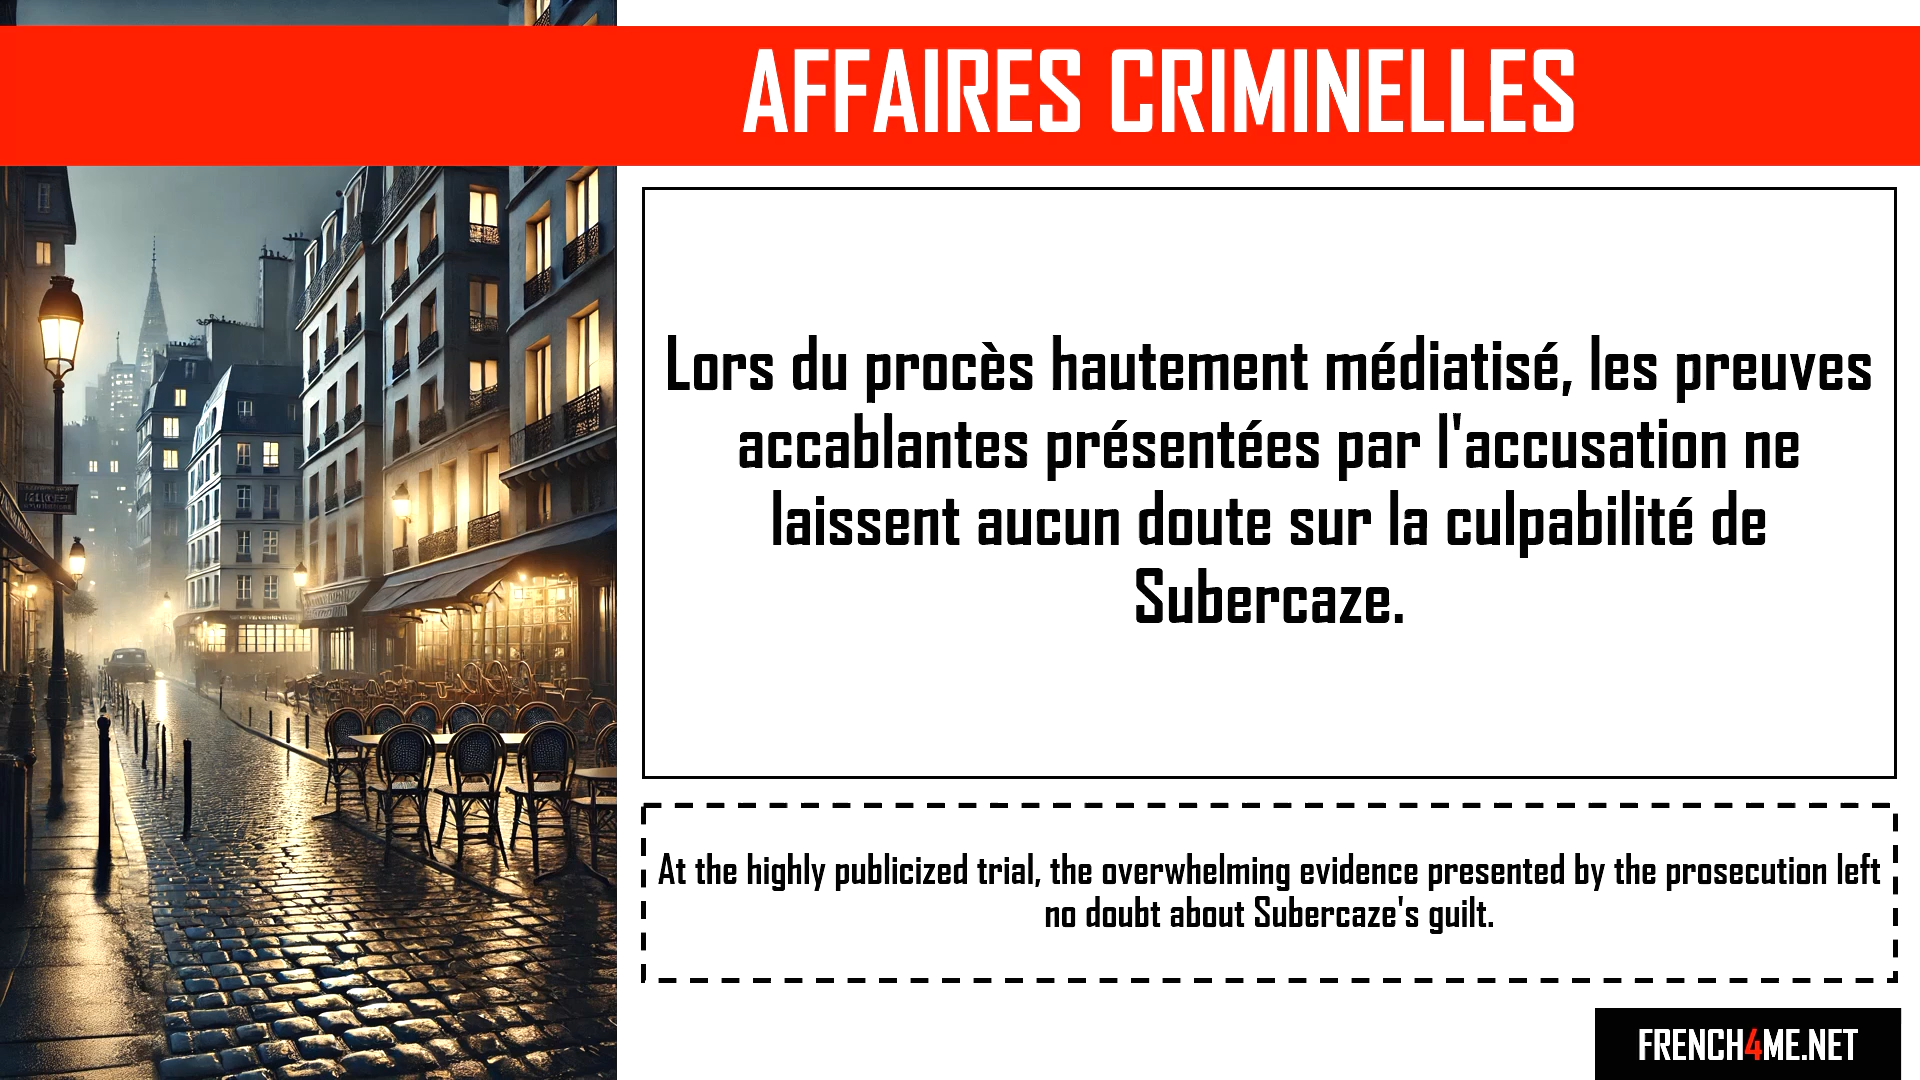 AFFAIRES CRIMINELLES
Lors du procès hautement médiatisé, les preuves
accablantes présentées par l'accusation ne
laissent aucun doute sur la culpabilité de
Subercaze.
At the highly publicized trial, the overwhelming evidence presented by the prosecution left
no doubt about Subercaze's guilt.
FRENCH4ME.NET